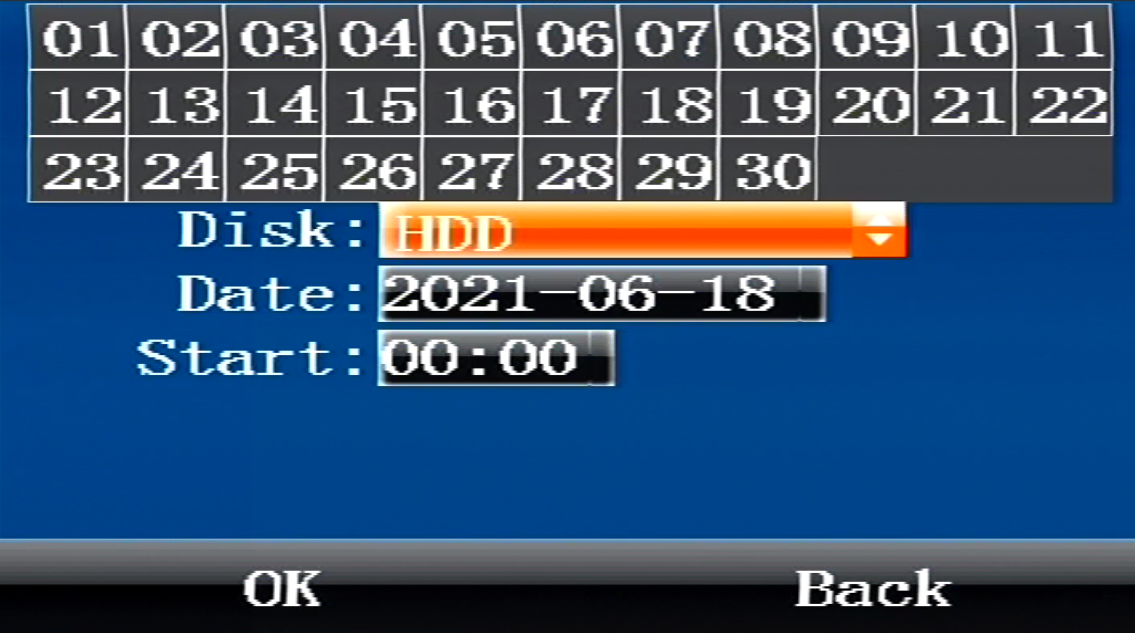 01 02 03 04 05 06 07 08 09 10 11
12 13 14 15 16 17 18 19 20 21 22
23 24 25 26 27 28 29 30
Disk: HDD
Date: 2021-06-18
Start: 00:00
OK Back